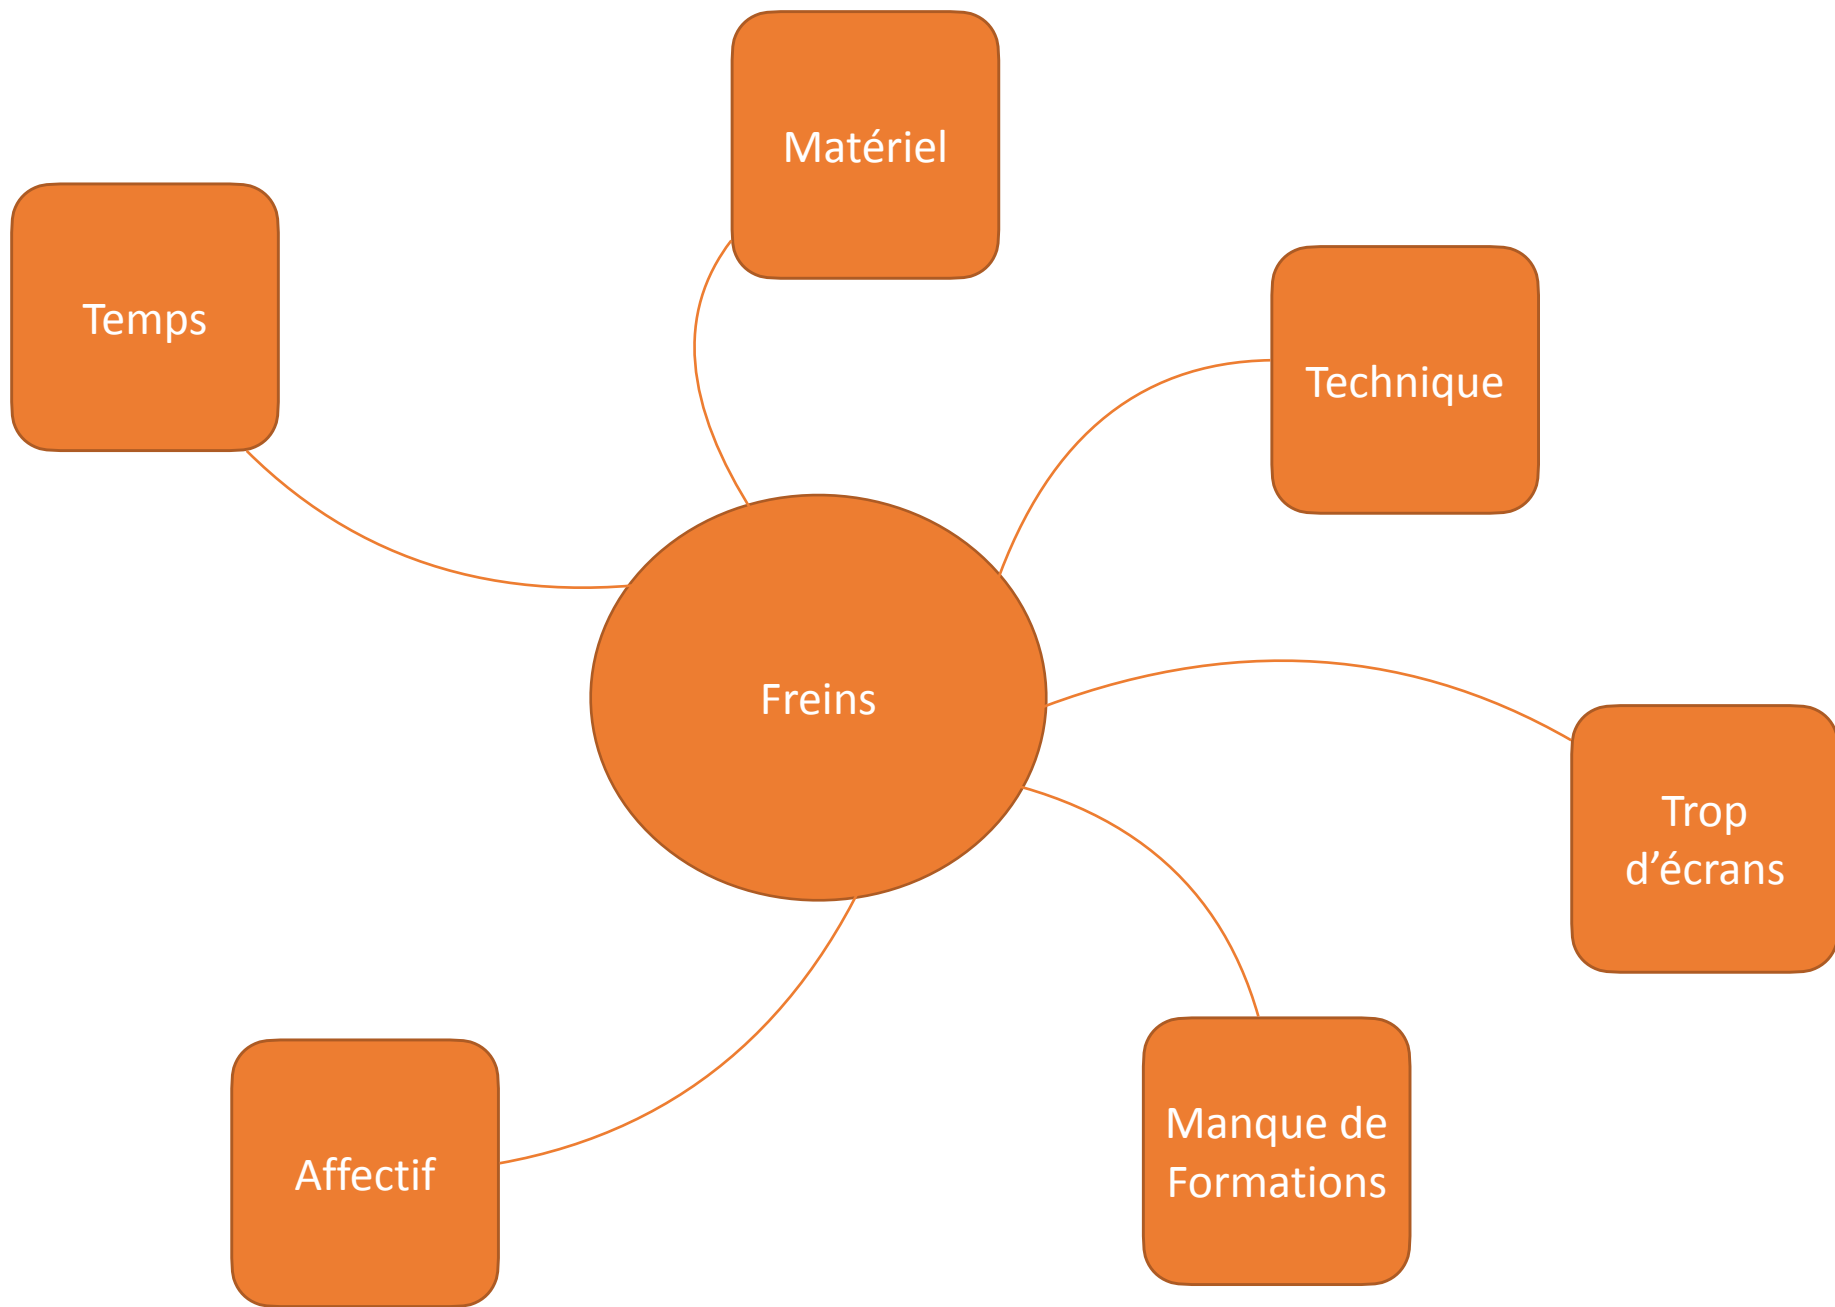 Matériel
Temps
Technique
Freins
Trop
d’écrans
Manque de
Formations
Affectif